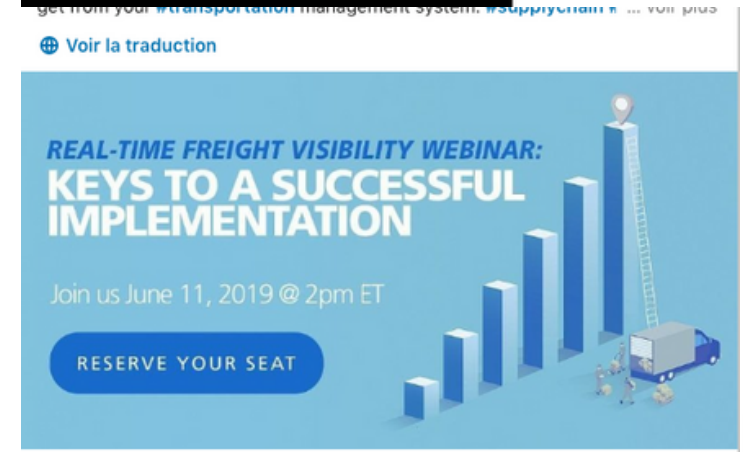 get from your #transportation management system. #supplychain # ... voir plus
Voir la traduction
REAL-TIME FREIGHT VISIBILITY WEBINAR:
KEYS TO A SUCCESSFUL
IMPLEMENTATION
Join us June 11, 2019 @ 2pm ET
RESERVE YOUR SEAT